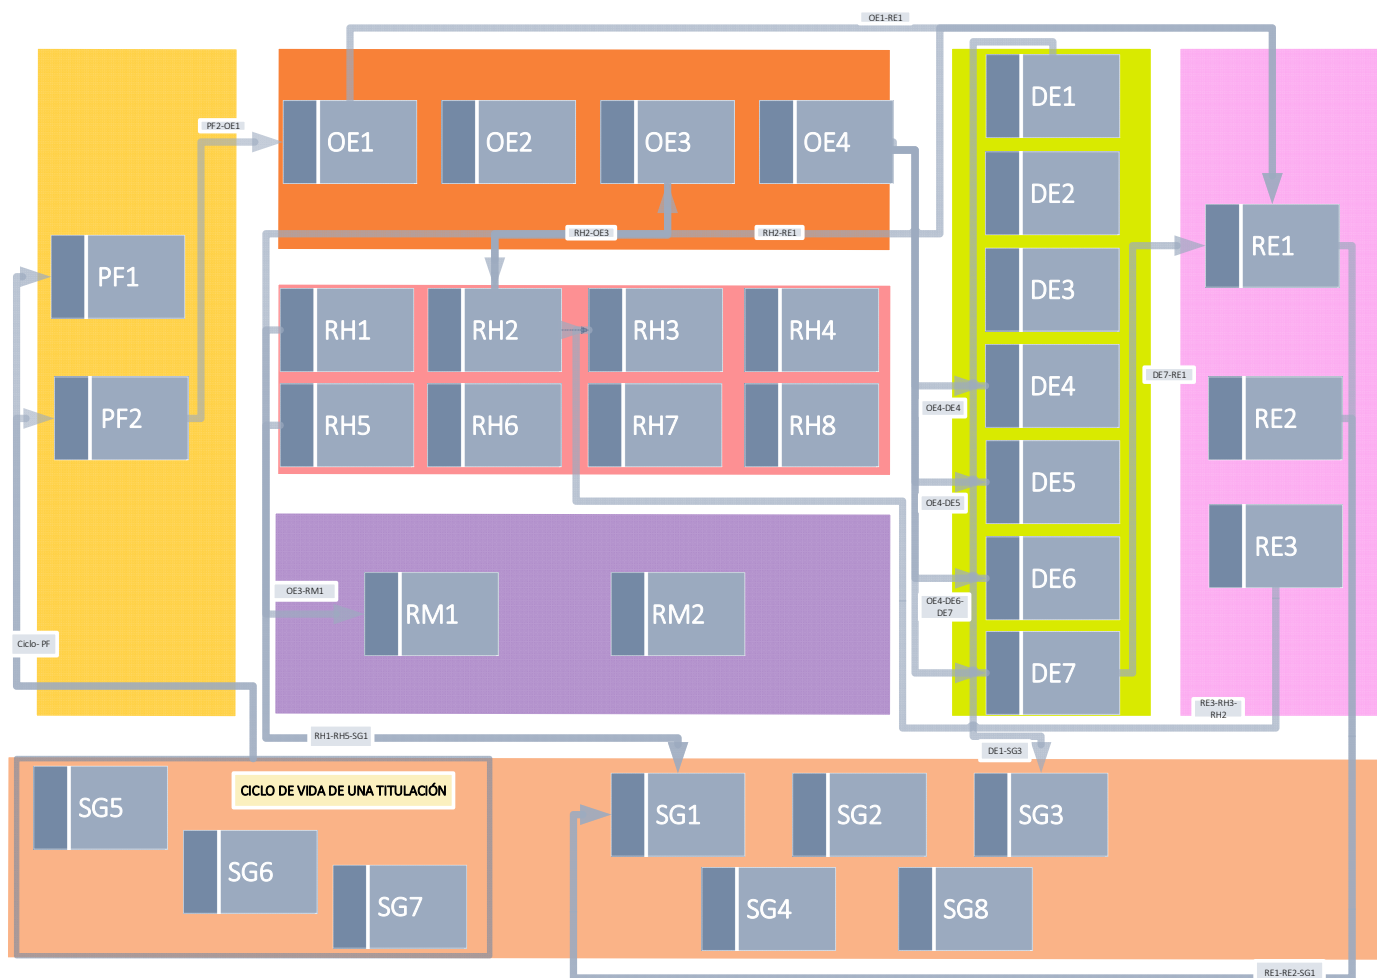 OE1-RE1
PF2-OE1
OE1
OE2
OE3
OE4
DE1
DE2
DE3
DE4
DE5
DE6
DE7
RE1
RE2
RE3
PF1
PF2
RH2-OE3
RH2-RE1
RH1
RH2
RH3
RH4
RH5
RH6
RH7
RH8
DE7-RE1
OE4-DE4
OE4-DE5
OE4-DE6-
DE7
OE3-RM1
RM1
RM2
Ciclo-PF
RE3-RH3-
RH2
RH1-RH5-SG1
DE1-SG3
CICLO DE VIDA DE UNA TITULACIÓN
SG5
SG6
SG7
SG1
SG2
SG3
SG4
SG8
RE1-RE2-SG1